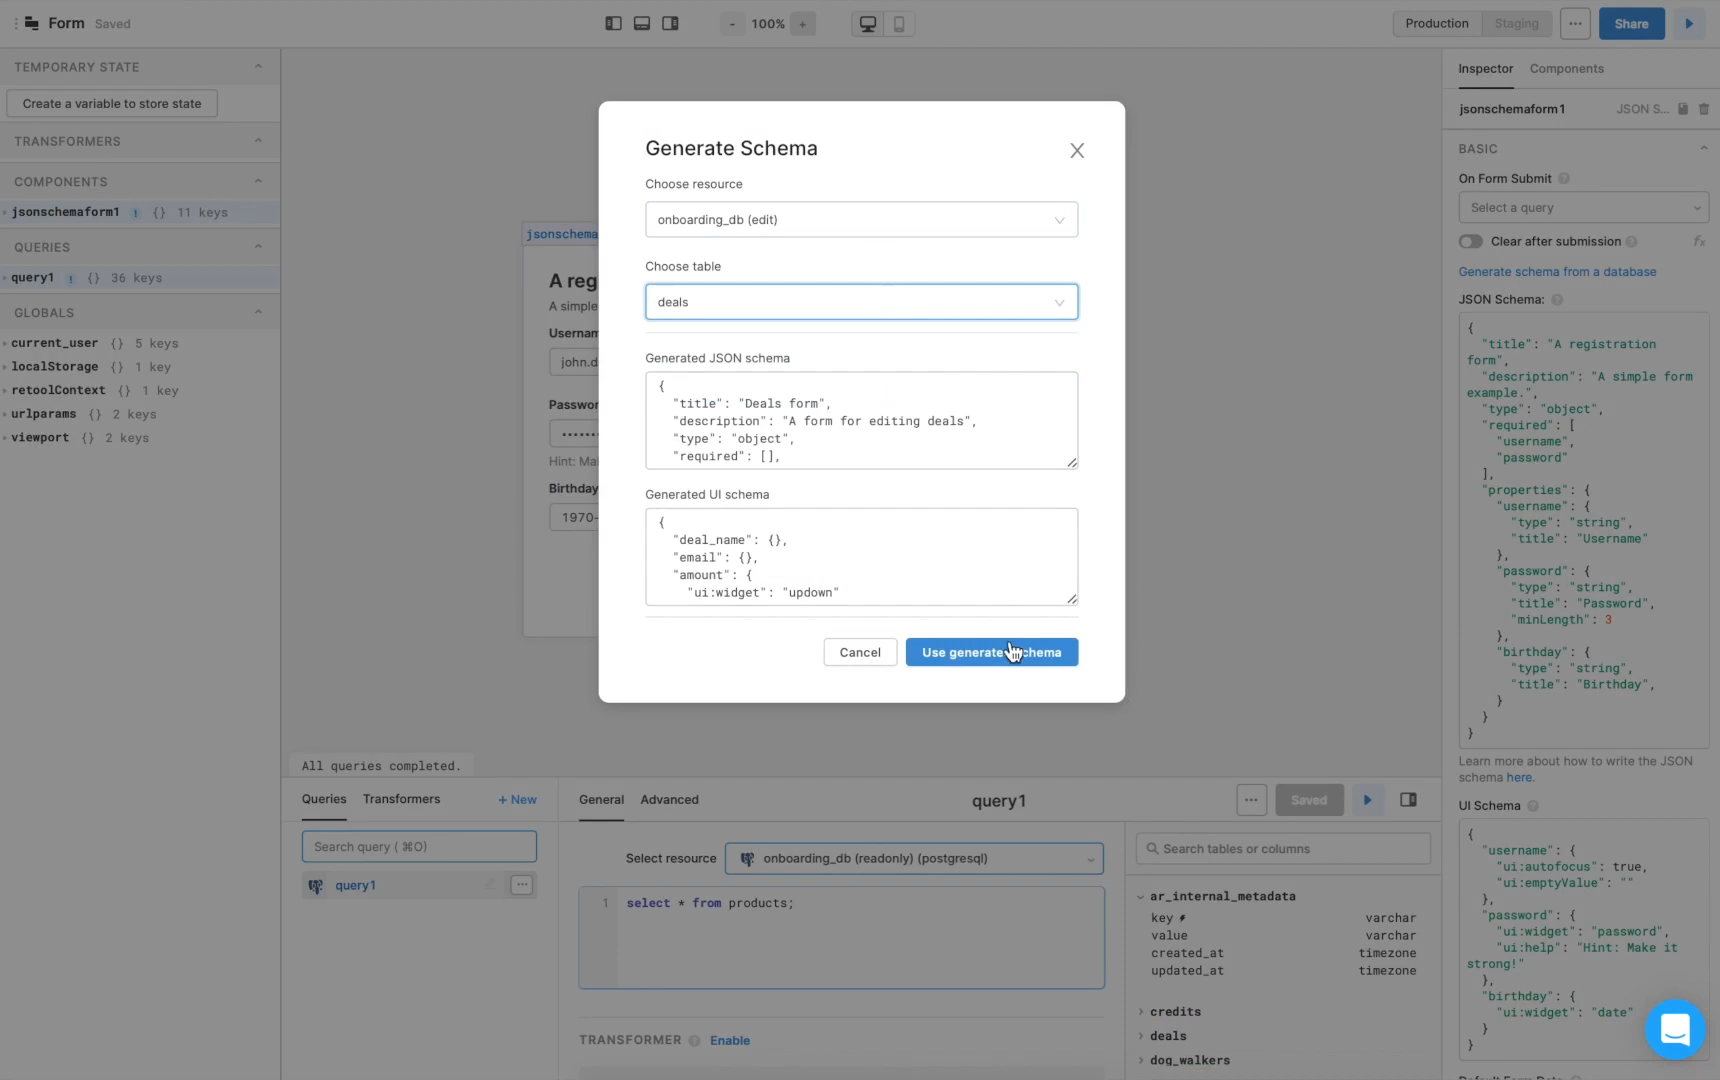 Form Saved
- 100% +
Production Staging ... Share
TEMPORARY STATE
Create a variable to store state
TRANSFORMERS
COMPONENTS
jsonschemaform1 ! {} 11 keys
QUERIES
query1 ! {} 36 keys
GLOBALS
current_user {} 5 keys
localStorage {} 1 key
retoolContext {} 1 key
urlparams {} 2 keys
viewport {} 2 keys
jsonschema
A reg
A simple
john.d
Hint:
Birthday
1970-
Generate Schema
X
Choose resource
onboarding_db (edit)
Choose table
deals
Generated JSON schema
{
"title": "Deals form",
"description": "A form for editing deals",
"type": "object",
"required": [],
Generated UI schema
{
"deal_name": {},
"email": {},
"amount": {
"ui:widget": "updown"
Cancel
Use generate hema
All queries completed.
Queries Transformers + New
Search query ( ⌘O)
query1 ...
General Advanced
query1
... Saved
Select resource onboarding_db (readonly) (postgresql)
1 select * from products;
TRANSFORMER ? Enable
Search tables or columns
ar_internal_metadata
key varchar
value varchar
created_at timezone
updated_at timezone
credits
deals
dog_walkers
Inspector Components
jsonschemaform1 JSON S...
BASIC
On Form Submit ?
Select a query
Clear after submission ? fx
Generate schema from a database
JSON Schema: ?
{
"title": "A registration
form",
"description": "A simple form
example.",
"type": "object",
"required": [
"username",
"password"
],
"properties": {
"username": {
"type": "string",
"title": "Username"
},
"password": {
"type": "string",
"title": "Password",
"minLength": 3
},
"birthday": {
"type": "string",
"title": "Birthday",
}
}
}
Learn more about how to write the JSON
schema here.
UI Schema ?
{
"username": {
"ui:autofocus": true,
"ui:emptyValue": ""
},
"password": {
"ui:widget": "password",
"ui:help": "Hint: Make it
strong!"
},
"birthday": {
"ui:widget": "date"
}
}